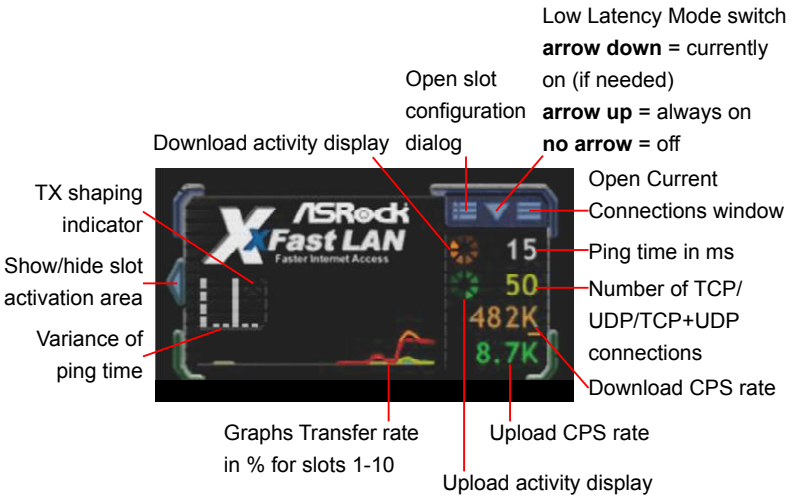 Low Latency Mode switch
arrow down = currently
on (if needed)
arrow up = always on
no arrow = off
Open slot
configuration
dialog
Download activity display
TX shaping
indicator
Show/hide slot
activation area
Variance of
ping time
ASRock
XFast LAN
Faster Internet Access
15
50
482K
8.7K
Open Current
Connections window
Ping time in ms
Number of TCP/
UDP/TCP+UDP
connections
Download CPS rate
Graphs Transfer rate
in % for slots 1-10
Upload CPS rate
Upload activity display